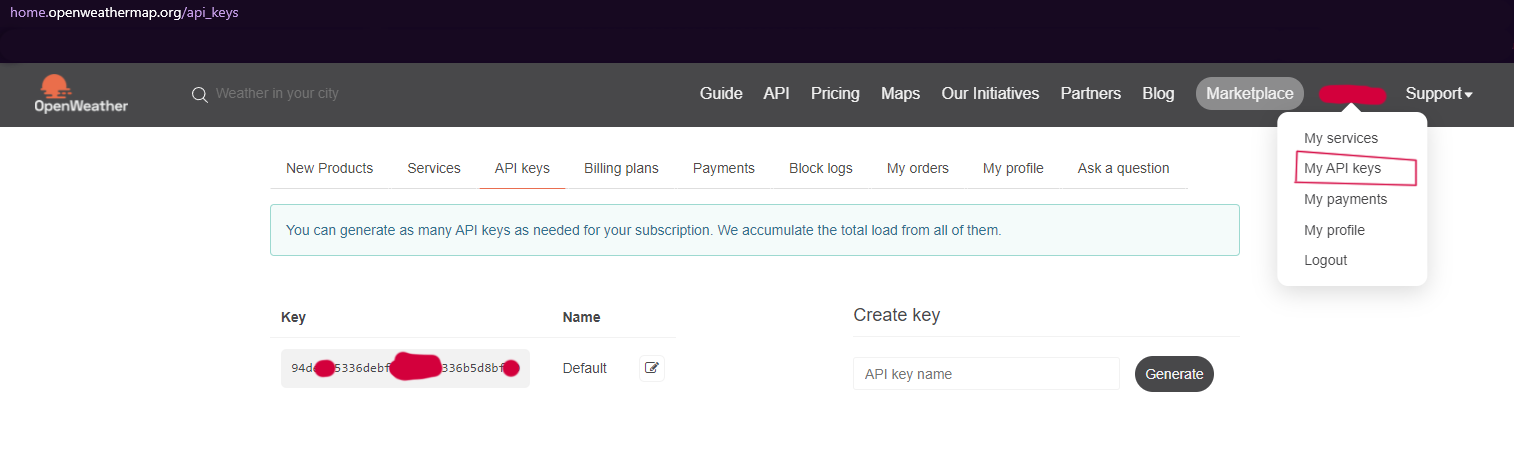 home.openweathermap.org/api_keys
OpenWeather
Weather in your city
Guide API Pricing Maps Our Initiatives Partners Blog Marketplace Support
My services
My API keys
My payments
My profile
Logout
New Products Services API keys Billing plans Payments Block logs My orders My profile Ask a question
You can generate as many API keys as needed for your subscription. We accumulate the total load from all of them.
Key Name Create key
94d 5336debf 336b5d8bf Default API key name Generate